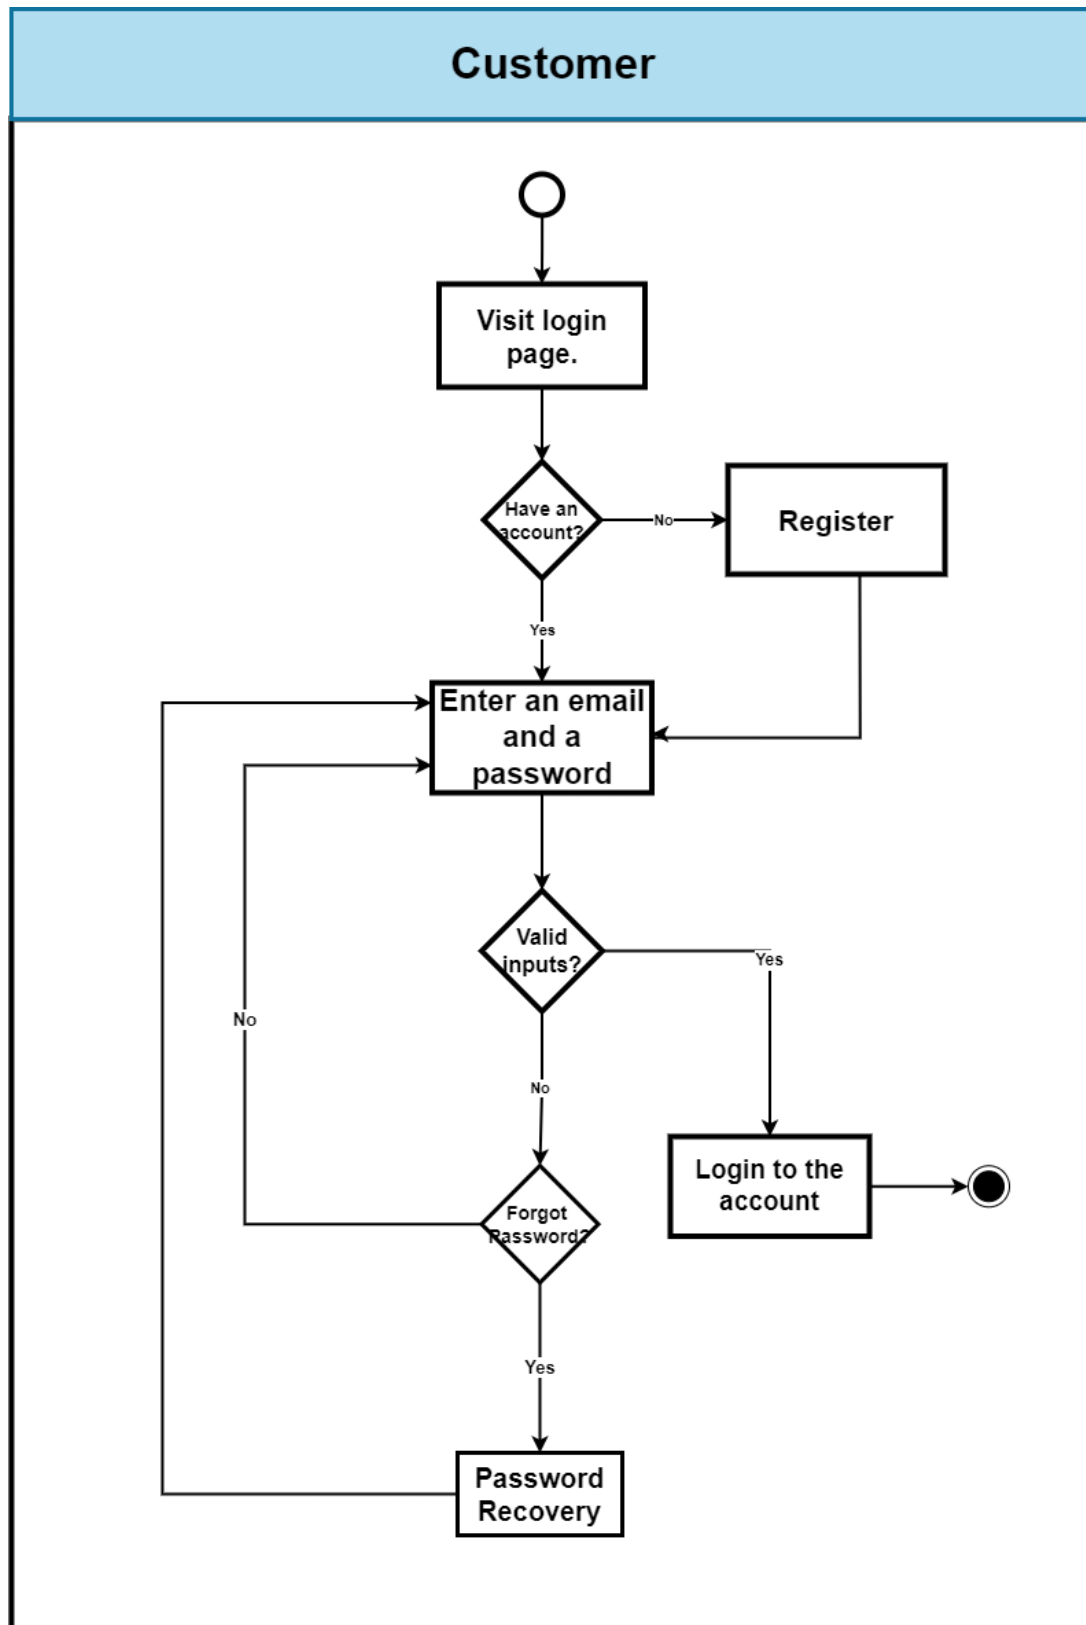 Customer
Visit login
page.
Have an
account?
No
Register
Yes
Enter an email
and a
password
Valid
inputs?
Yes
No
No
Login to the
account
Forgot
Password?
Yes
Password
Recovery